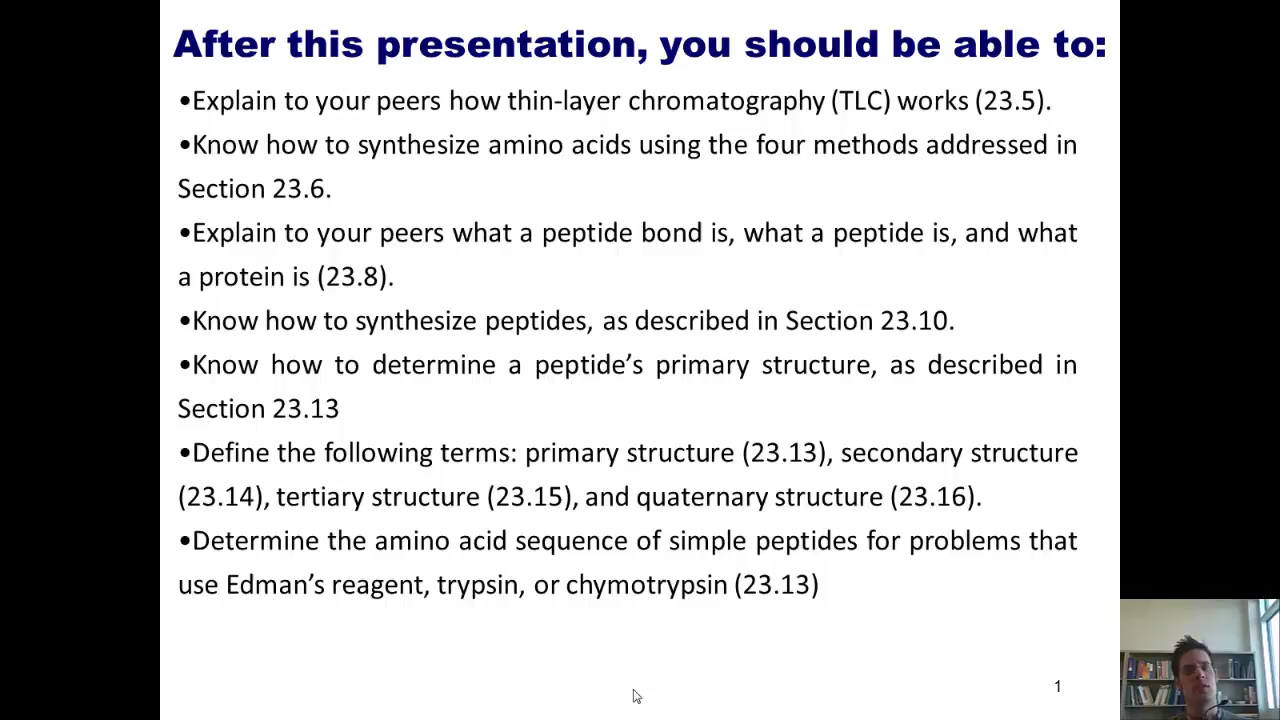 After this presentation, you should be able to:
•Explain to your peers how thin-layer chromatography (TLC) works (23.5).
•Know how to synthesize amino acids using the four methods addressed in
Section 23.6.
•Explain to your peers what a peptide bond is, what a peptide is, and what
a protein is (23.8).
•Know how to synthesize peptides, as described in Section 23.10.
•Know how to determine a peptide’s primary structure, as described in
Section 23.13
•Define the following terms: primary structure (23.13), secondary structure
(23.14), tertiary structure (23.15), and quaternary structure (23.16).
•Determine the amino acid sequence of simple peptides for problems that
use Edman’s reagent, trypsin, or chymotrypsin (23.13)
1